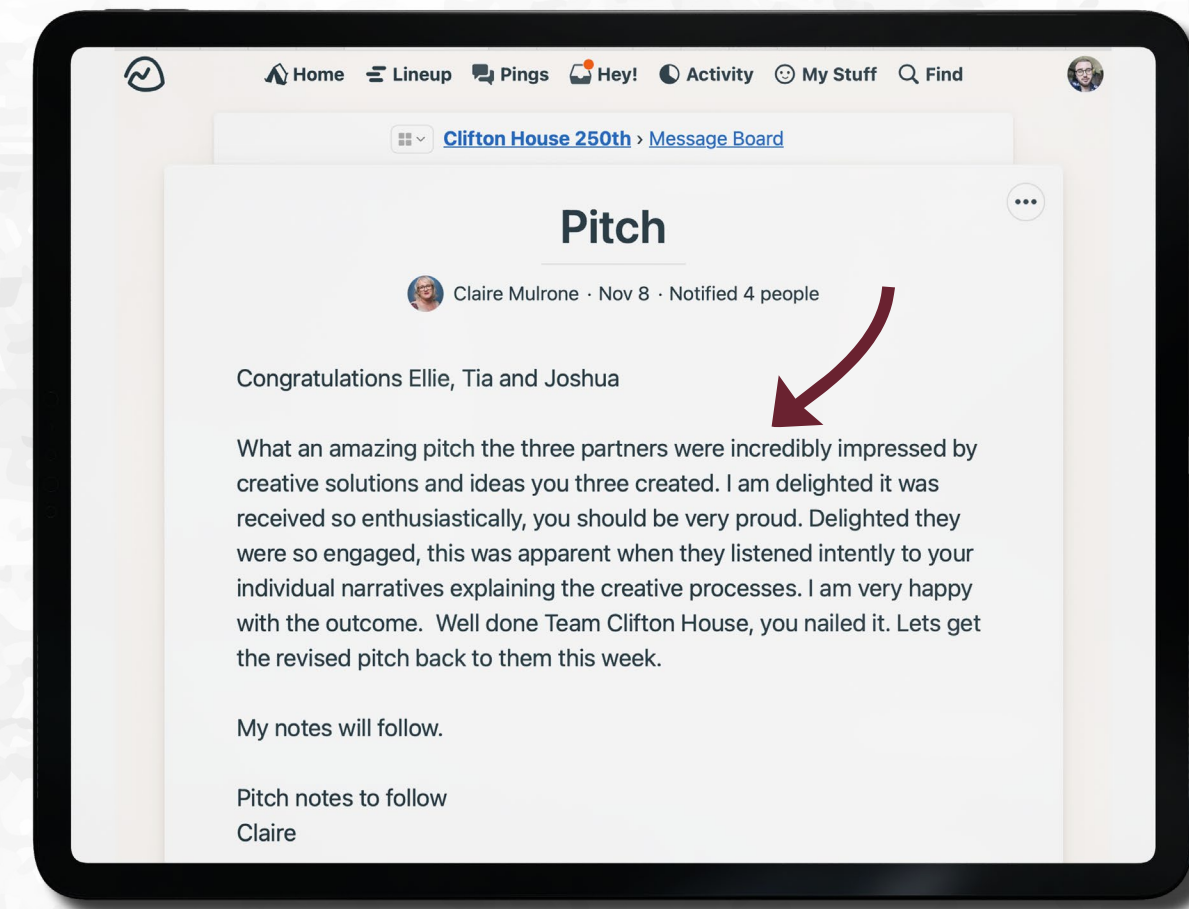 Home Lineup Pings Hey! Activity My Stuff Find
Clifton House 250th › Message Board
Pitch
Claire Mulrone · Nov 8 · Notified 4 people
Congratulations Ellie, Tia and Joshua
What an amazing pitch the three partners were incredibly impressed by
creative solutions and ideas you three created. I am delighted it was
received so enthusiastically, you should be very proud. Delighted they
were so engaged, this was apparent when they listened intently to your
individual narratives explaining the creative processes. I am very happy
with the outcome.  Well done Team Clifton House, you nailed it. Lets get
the revised pitch back to them this week.
My notes will follow.
Pitch notes to follow
Claire